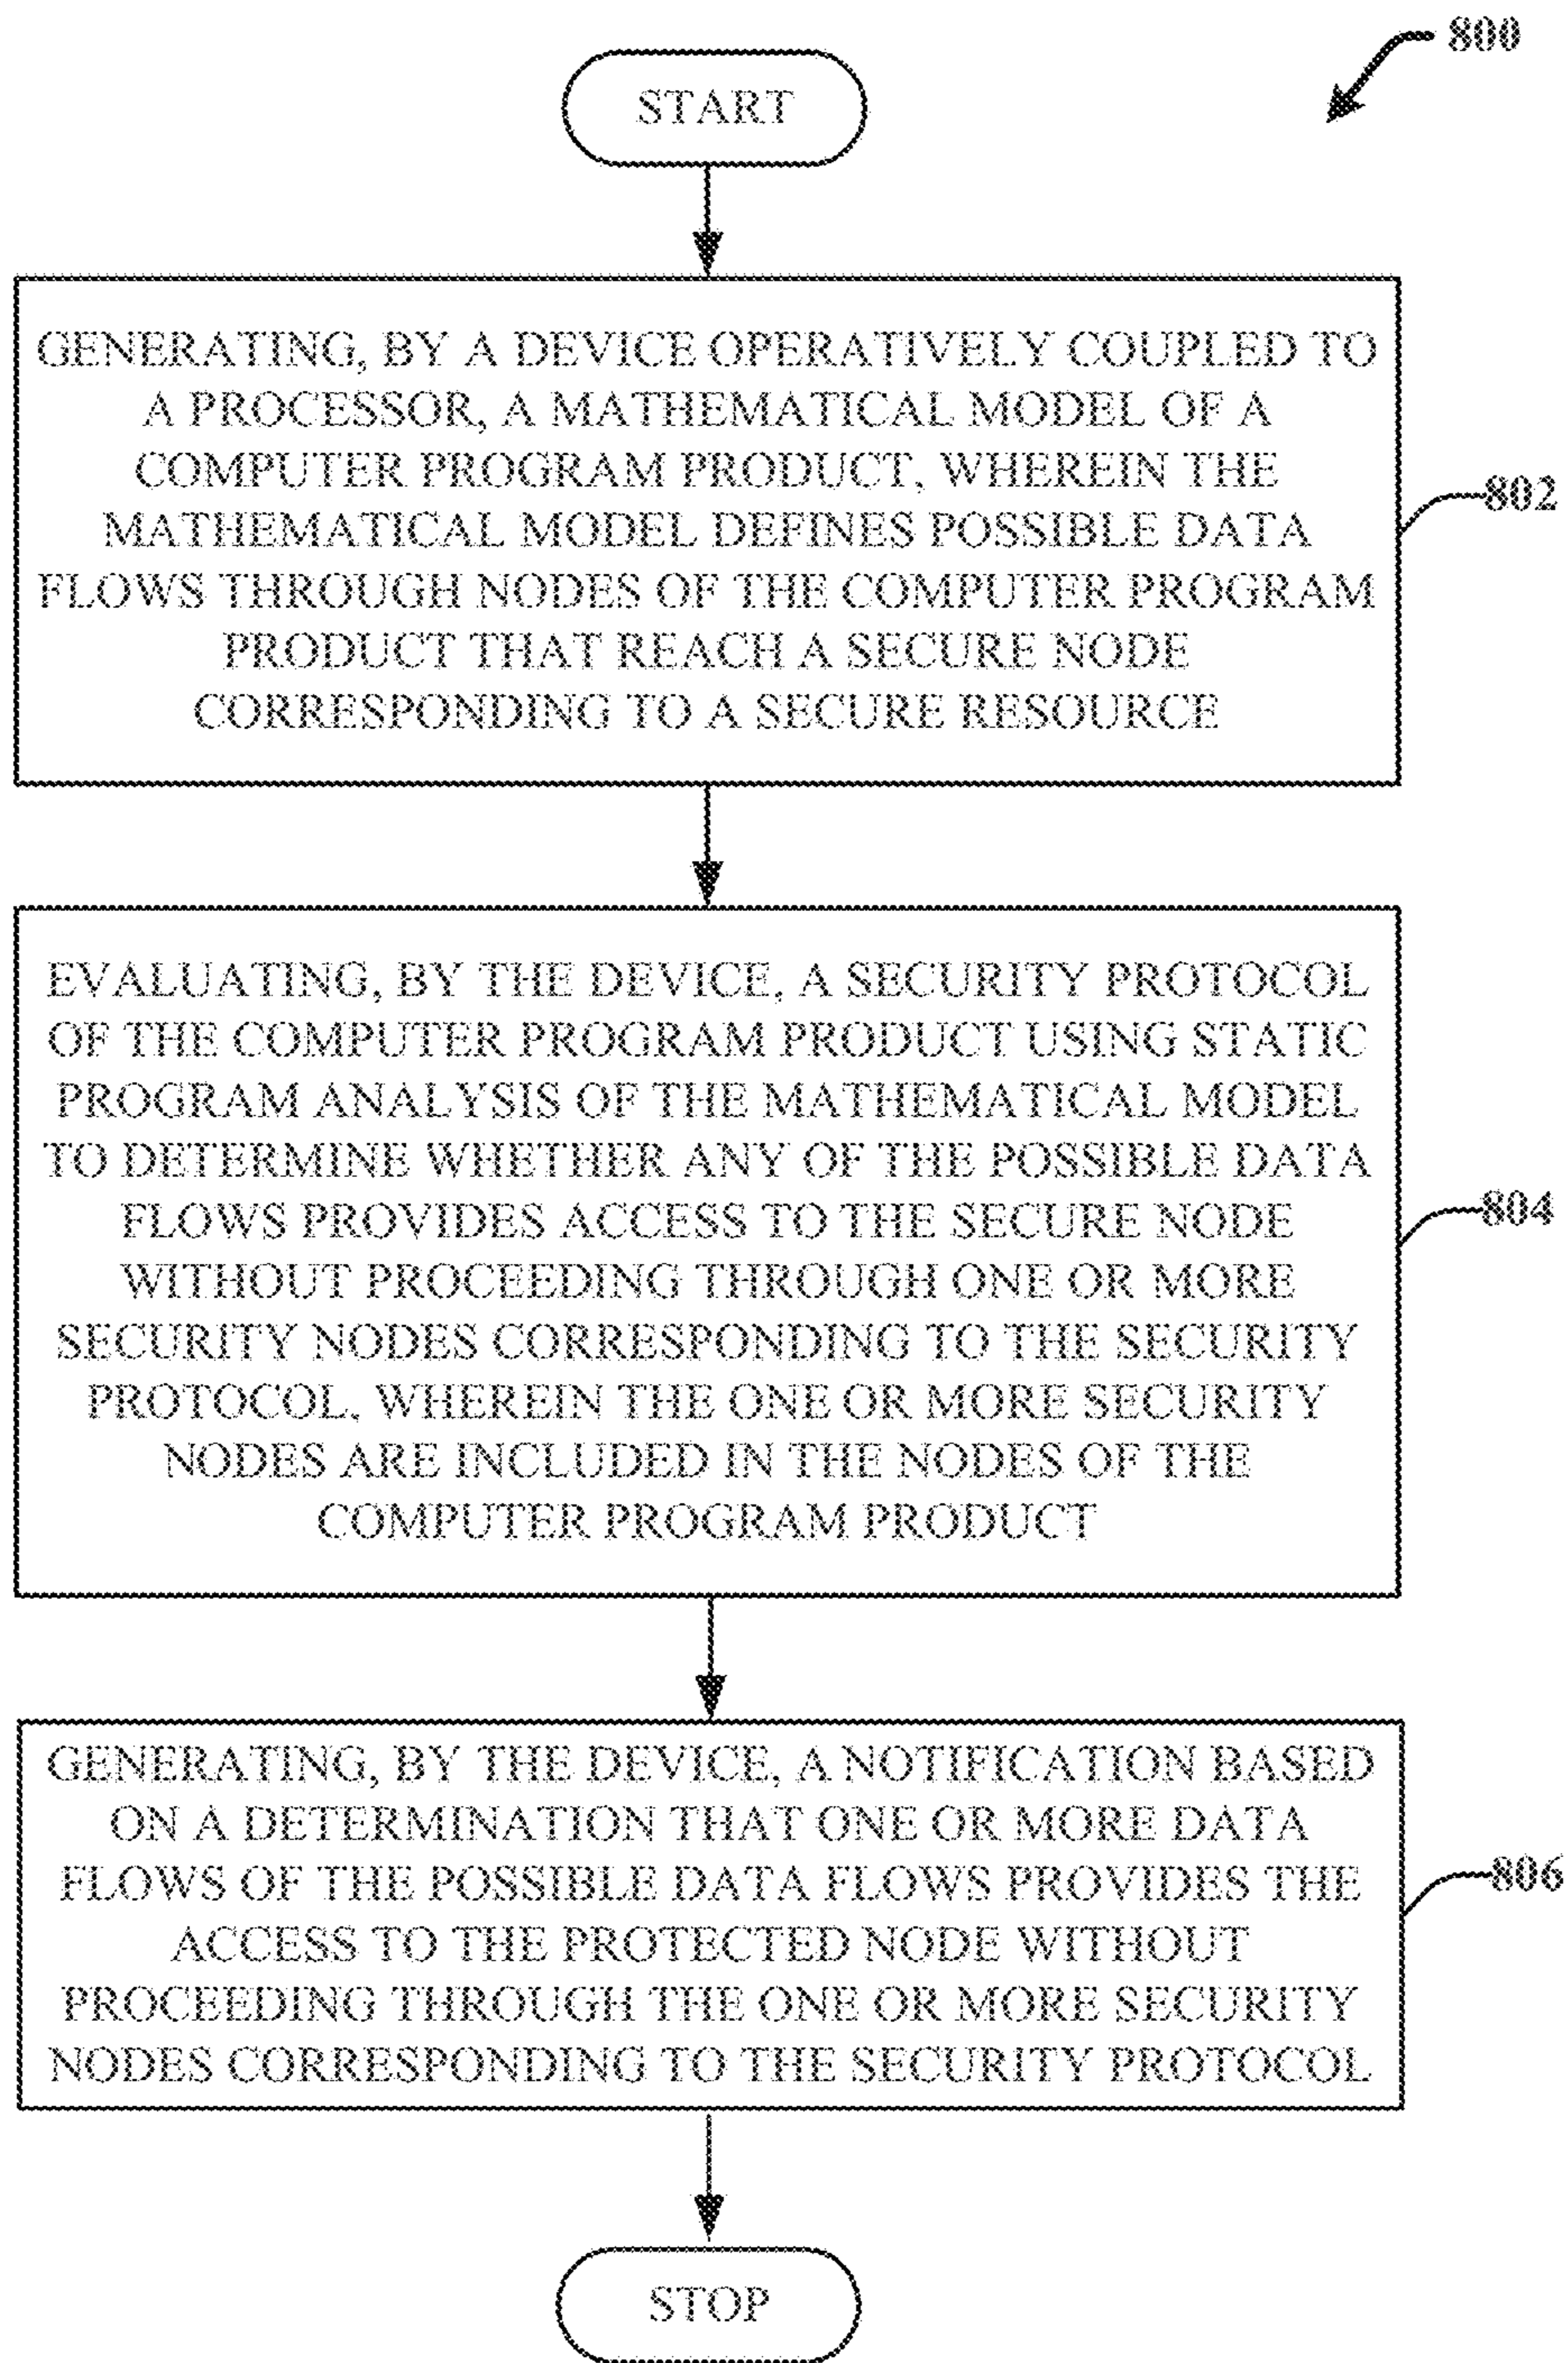 800
START
GENERATING, BY A DEVICE OPERATIVELY COUPLED TO
A PROCESSOR, A MATHEMATICAL MODEL OF A
COMPUTER PROGRAM PRODUCT, WHEREIN THE
MATHEMATICAL MODEL DEFINES POSSIBLE DATA
FLOWS THROUGH NODES OF THE COMPUTER PROGRAM
PRODUCT THAT REACH A SECURE NODE
CORRESPONDING TO A SECURE RESOURCE
802
EVALUATING, BY THE DEVICE, A SECURITY PROTOCOL
OF THE COMPUTER PROGRAM PRODUCT USING STATIC
PROGRAM ANALYSIS OF THE MATHEMATICAL MODEL
TO DETERMINE WHETHER ANY OF THE POSSIBLE DATA
FLOWS PROVIDES ACCESS TO THE SECURE NODE
WITHOUT PROCEEDING THROUGH ONE OR MORE
SECURITY NODES CORRESPONDING TO THE SECURITY
PROTOCOL, WHEREIN THE ONE OR MORE SECURITY
NODES ARE INCLUDED IN THE NODES OF THE
COMPUTER PROGRAM PRODUCT
804
GENERATING, BY THE DEVICE, A NOTIFICATION BASED
ON A DETERMINATION THAT ONE OR MORE DATA
FLOWS OF THE POSSIBLE DATA FLOWS PROVIDES THE
ACCESS TO THE PROTECTED NODE WITHOUT
PROCEEDING THROUGH THE ONE OR MORE SECURITY
NODES CORRESPONDING TO THE SECURITY PROTOCOL
806
STOP